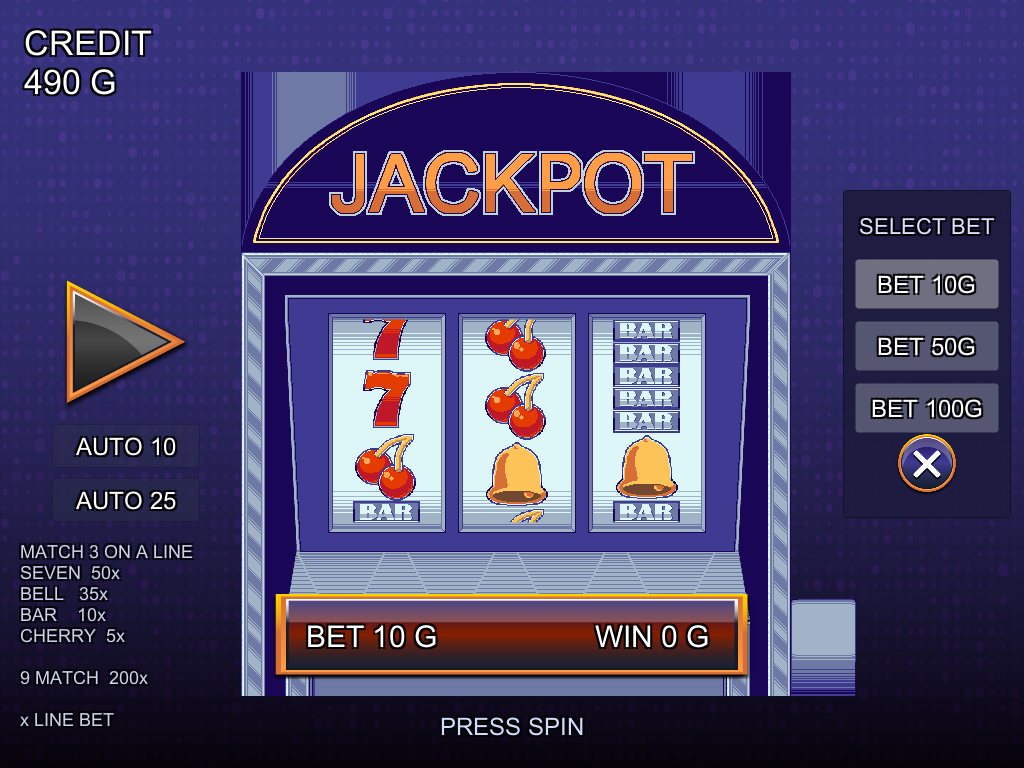 CREDIT
490 G
JACKPOT
SELECT BET
BET 10G
BET 50G
BET 100G
7
7
BAR
BAR
BAR
BAR
BAR
BAR
BAR
AUTO 10
AUTO 25
MATCH 3 ON A LINE
SEVEN 50x
BELL 35x
BAR 10x
CHERRY 5x
9 MATCH 200x
x LINE BET
BET 10 G WIN 0 G
PRESS SPIN